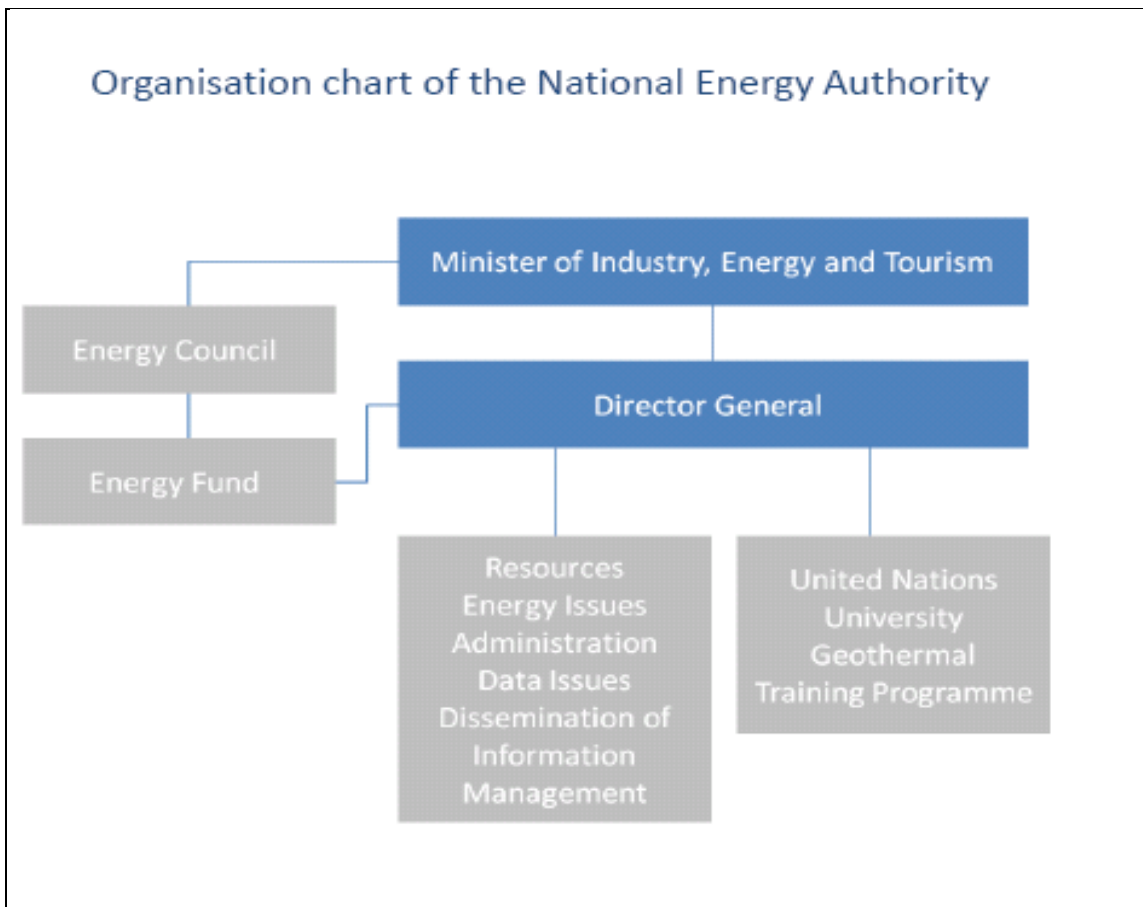 Organisation chart of the National Energy Authority
Minister of Industry, Energy and Tourism
Energy Council
Director General
Energy Fund
Resources
Energy Issues
Administration
Data Issues
Dissemination of
Information
Management
United Nations
University
Geothermal
Training Programme